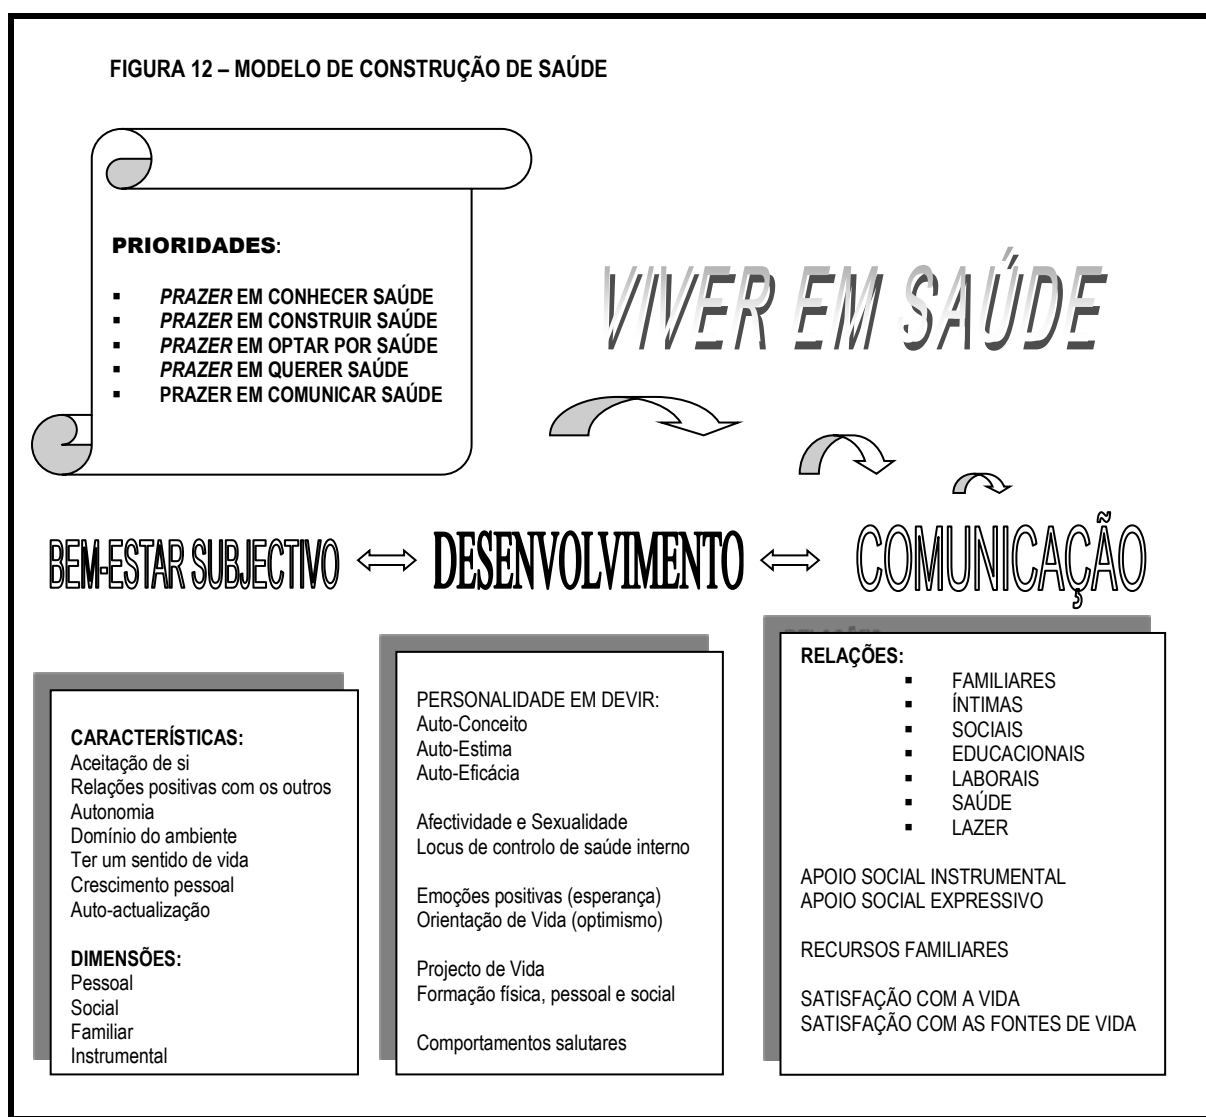 FIGURA 12 – MODELO DE CONSTRUÇÃO DE SAÚDE
PRIORIDADES:
▪ PRAZER EM CONHECER SAÚDE
▪ PRAZER EM CONSTRUIR SAÚDE
▪ PRAZER EM OPTAR POR SAÚDE
▪ PRAZER EM QUERER SAÚDE
▪ PRAZER EM COMUNICAR SAÚDE
VIVER EM SAÚDE
BEM-ESTAR SUBJECTIVO
DESENVOLVIMENTO
COMUNICAÇÃO
CARACTERÍSTICAS:
Aceitação de si
Relações positivas com os outros
Autonomia
Domínio do ambiente
Ter um sentido de vida
Crescimento pessoal
Auto-actualização
DIMENSÕES:
Pessoal
Social
Familiar
Instrumental
PERSONALIDADE EM DEVIR:
Auto-Conceito
Auto-Estima
Auto-Eficácia
Afectividade e Sexualidade
Locus de controlo de saúde interno
Emoções positivas (esperança)
Orientação de Vida (optimismo)
Projecto de Vida
Formação física, pessoal e social
Comportamentos salutares
RELAÇÕES:
▪ FAMILIARES
▪ ÍNTIMAS
▪ SOCIAIS
▪ EDUCACIONAIS
▪ LABORAIS
▪ SAÚDE
▪ LAZER
APOIO SOCIAL INSTRUMENTAL
APOIO SOCIAL EXPRESSIVO
RECURSOS FAMILIARES
SATISFAÇÃO COM A VIDA
SATISFAÇÃO COM AS FONTES DE VIDA